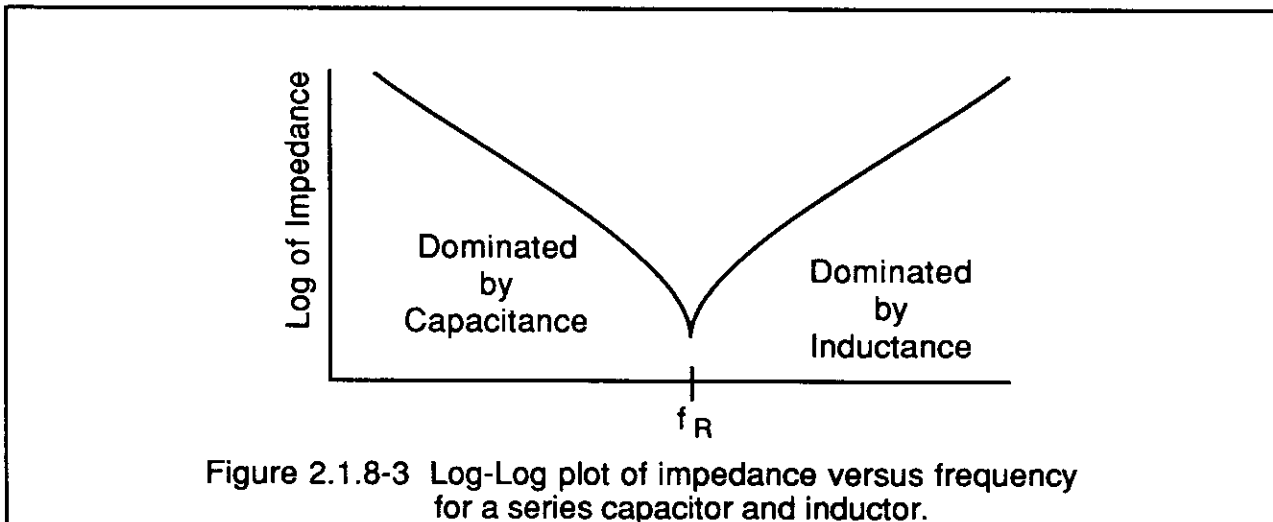 Log of Impedance
Dominated
by
Capacitance
Dominated
by
Inductance
f R
Figure 2.1.8-3 Log-Log plot of impedance versus frequency
for a series capacitor and inductor.